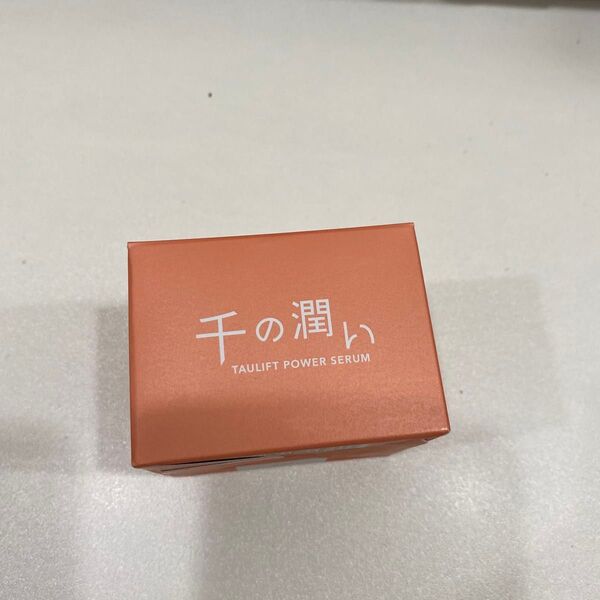 千の潤い
TAULIFT POWER SERUM